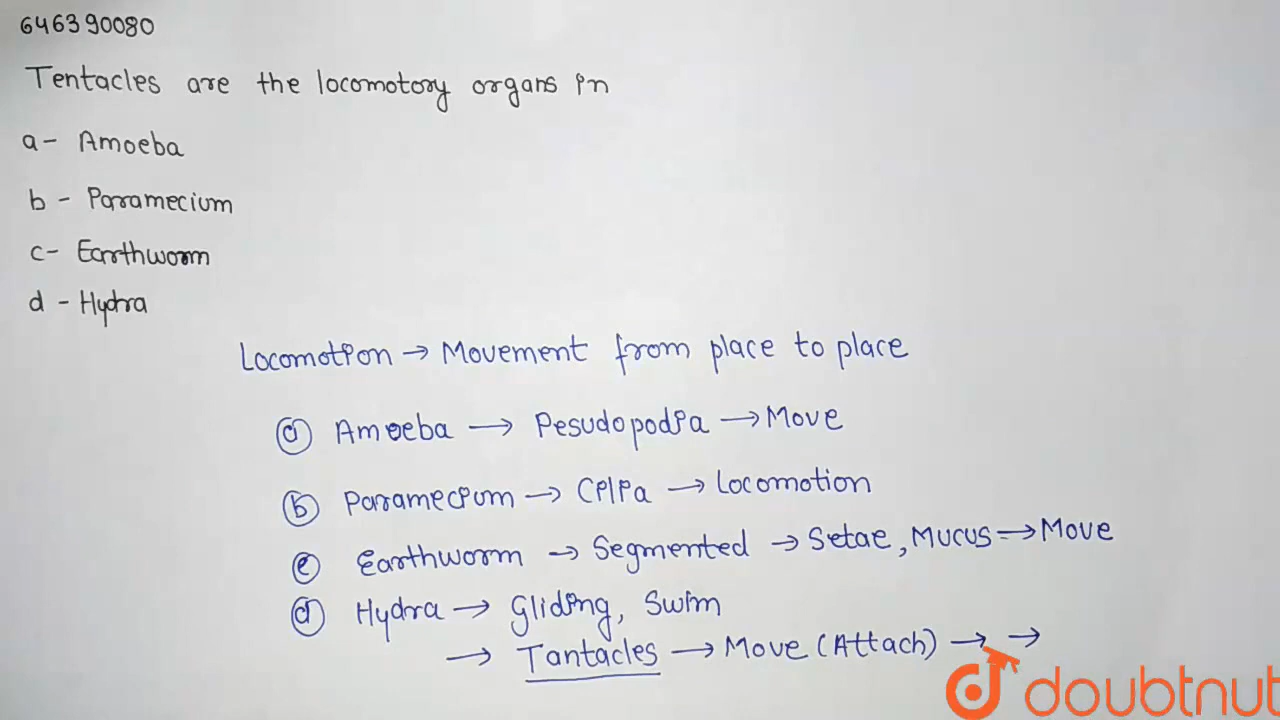 646390080
Tentacles are the locomotory organs in
a- Amoeba
b - Paramecium
c- Earthworm
d - Hydra
Locomotion → Movement from place to place
(a) Amoeba → Pesudopodia → Move
(b) Paramecium → Cilia → Locomotion
(c) Earthworm → Segmented → Setae, Mucus → Move
(d) Hydra → Gliding, Swim
→ Tantacles → Move (Attach) → →
doubtnut